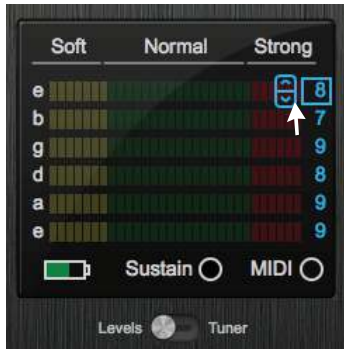 Soft Normal Strong
e 8
b 7
g 9
d 8
a 9
e 9
Sustain MIDI
Levels Tuner